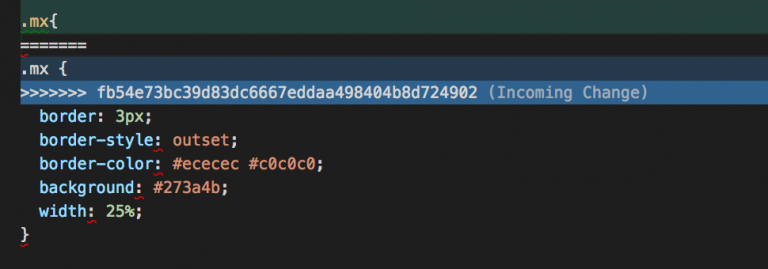 .mx{
=======
.mx {
>>>>>>> fb54e73bc39d83dc6667eddaa498404b8d724902 (Incoming Change)
border: 3px;
border-style: outset;
border-color: #ececec #c0c0c0;
background: #273a4b;
width: 25%;
}